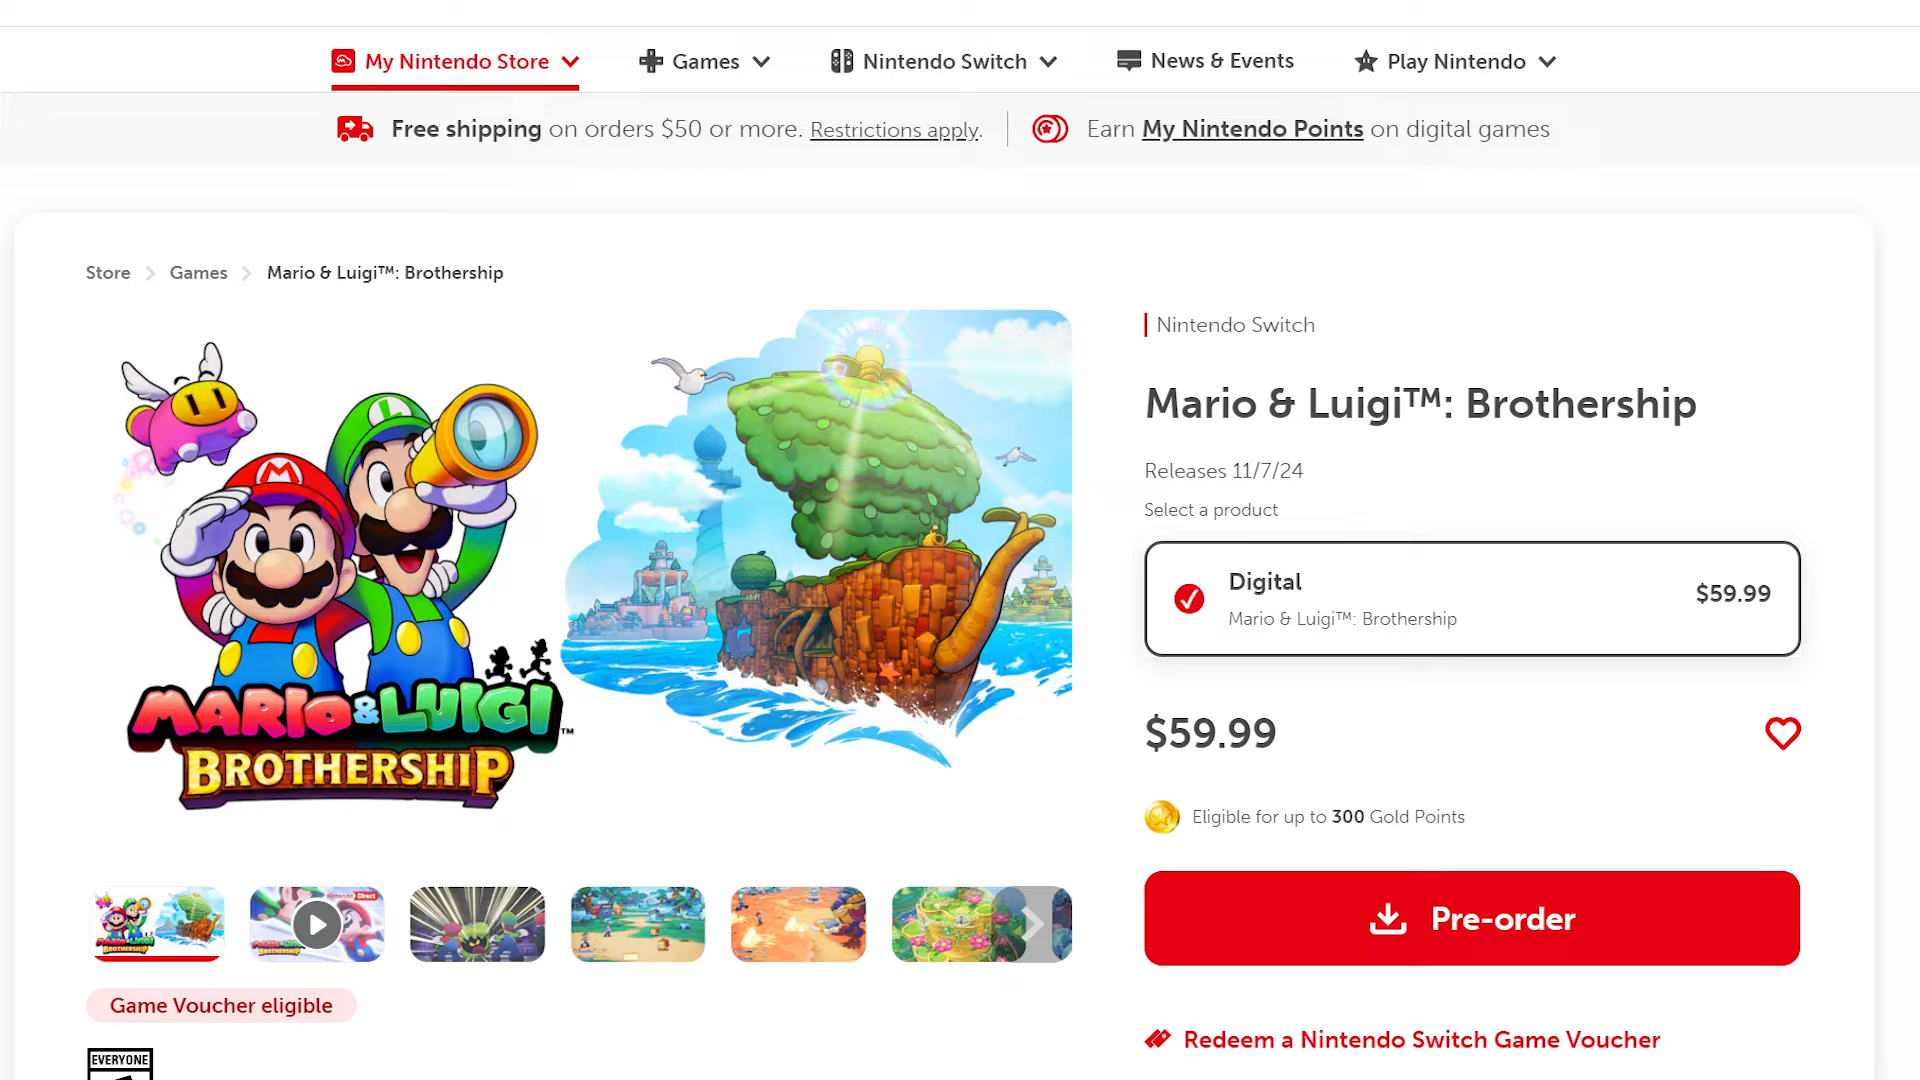 My Nintendo Store
Games
Nintendo Switch
News & Events
Play Nintendo
Free shipping on orders $50 or more. Restrictions apply.
Earn My Nintendo Points on digital games
Store
Games
Mario & Luigi™: Brothership
L
M
MARIO&LUIGI™
BROTHERSHIP
Nintendo Switch
Mario & Luigi™: Brothership
Releases 11/7/24
Select a product
Digital
$59.99
Mario & Luigi™: Brothership
$59.99
Eligible for up to 300 Gold Points
MARIO&LUIGI
BROTHERSHIP
Pre-order
Game Voucher eligible
Redeem a Nintendo Switch Game Voucher
EVERYONE